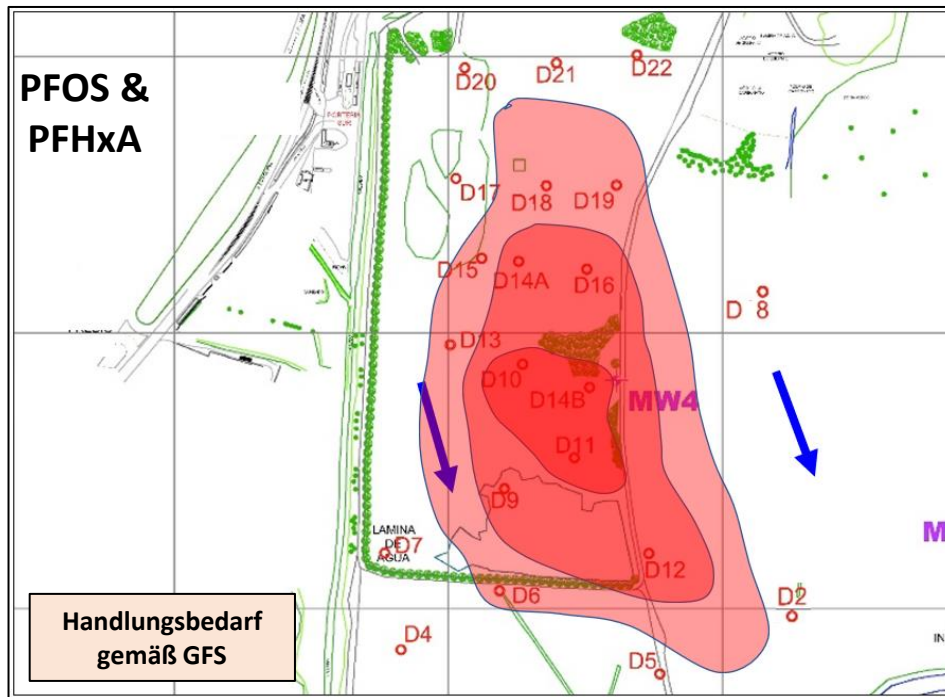 PFOS &
PFHxA
D20
D21
D22
D17
D18
D19
D15
D14A
D16
D 8
D13
D10
D14B
MW4
D11
D9
LAMINA
DE
AGUA
D7
D12
D6
D2
D4
D5
M
IN
Handlungsbedarf
gemäß GFS